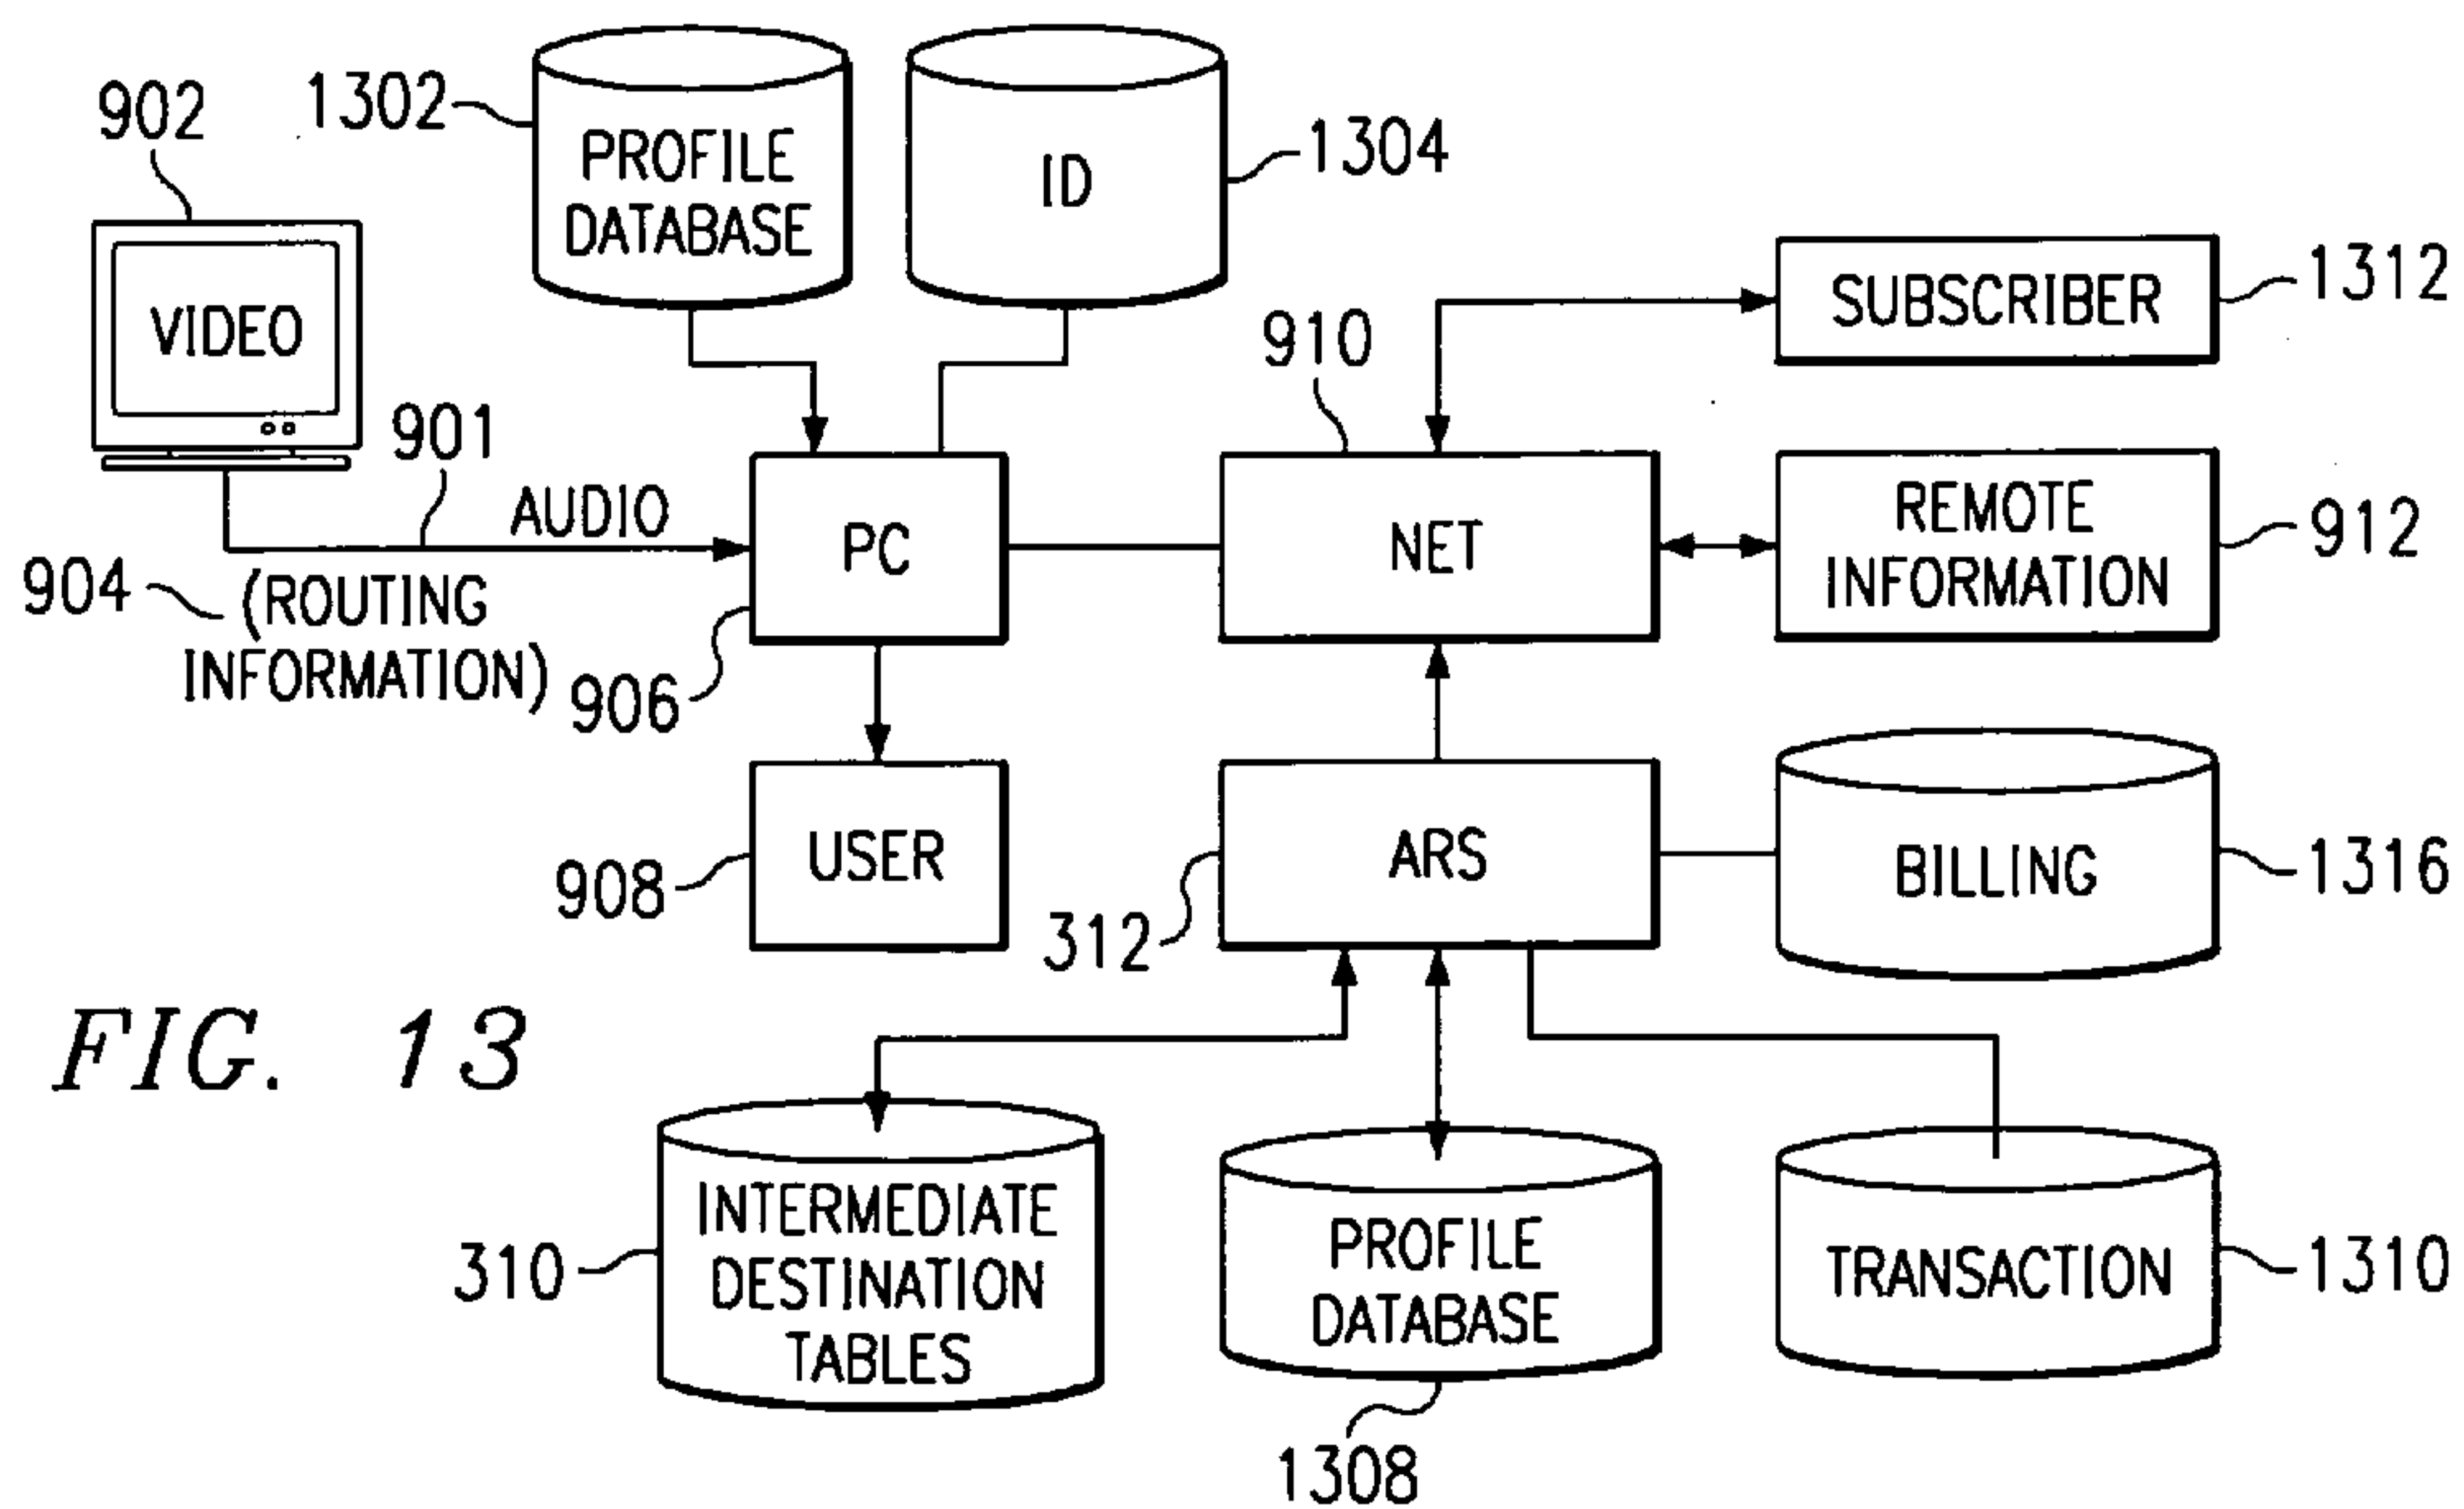 902
1302
PROFILE
DATABASE
ID
1304
VIDEO
901
AUDIO
904
(ROUTING
INFORMATION)
906
PC
910
NET
SUBSCRIBER
1312
REMOTE
INFORMATION
912
908
USER
312
ARS
BILLING
1316
FIG. 13
310
INTERMEDIATE
DESTINATION
TABLES
PROFILE
DATABASE
1308
TRANSACTION
1310